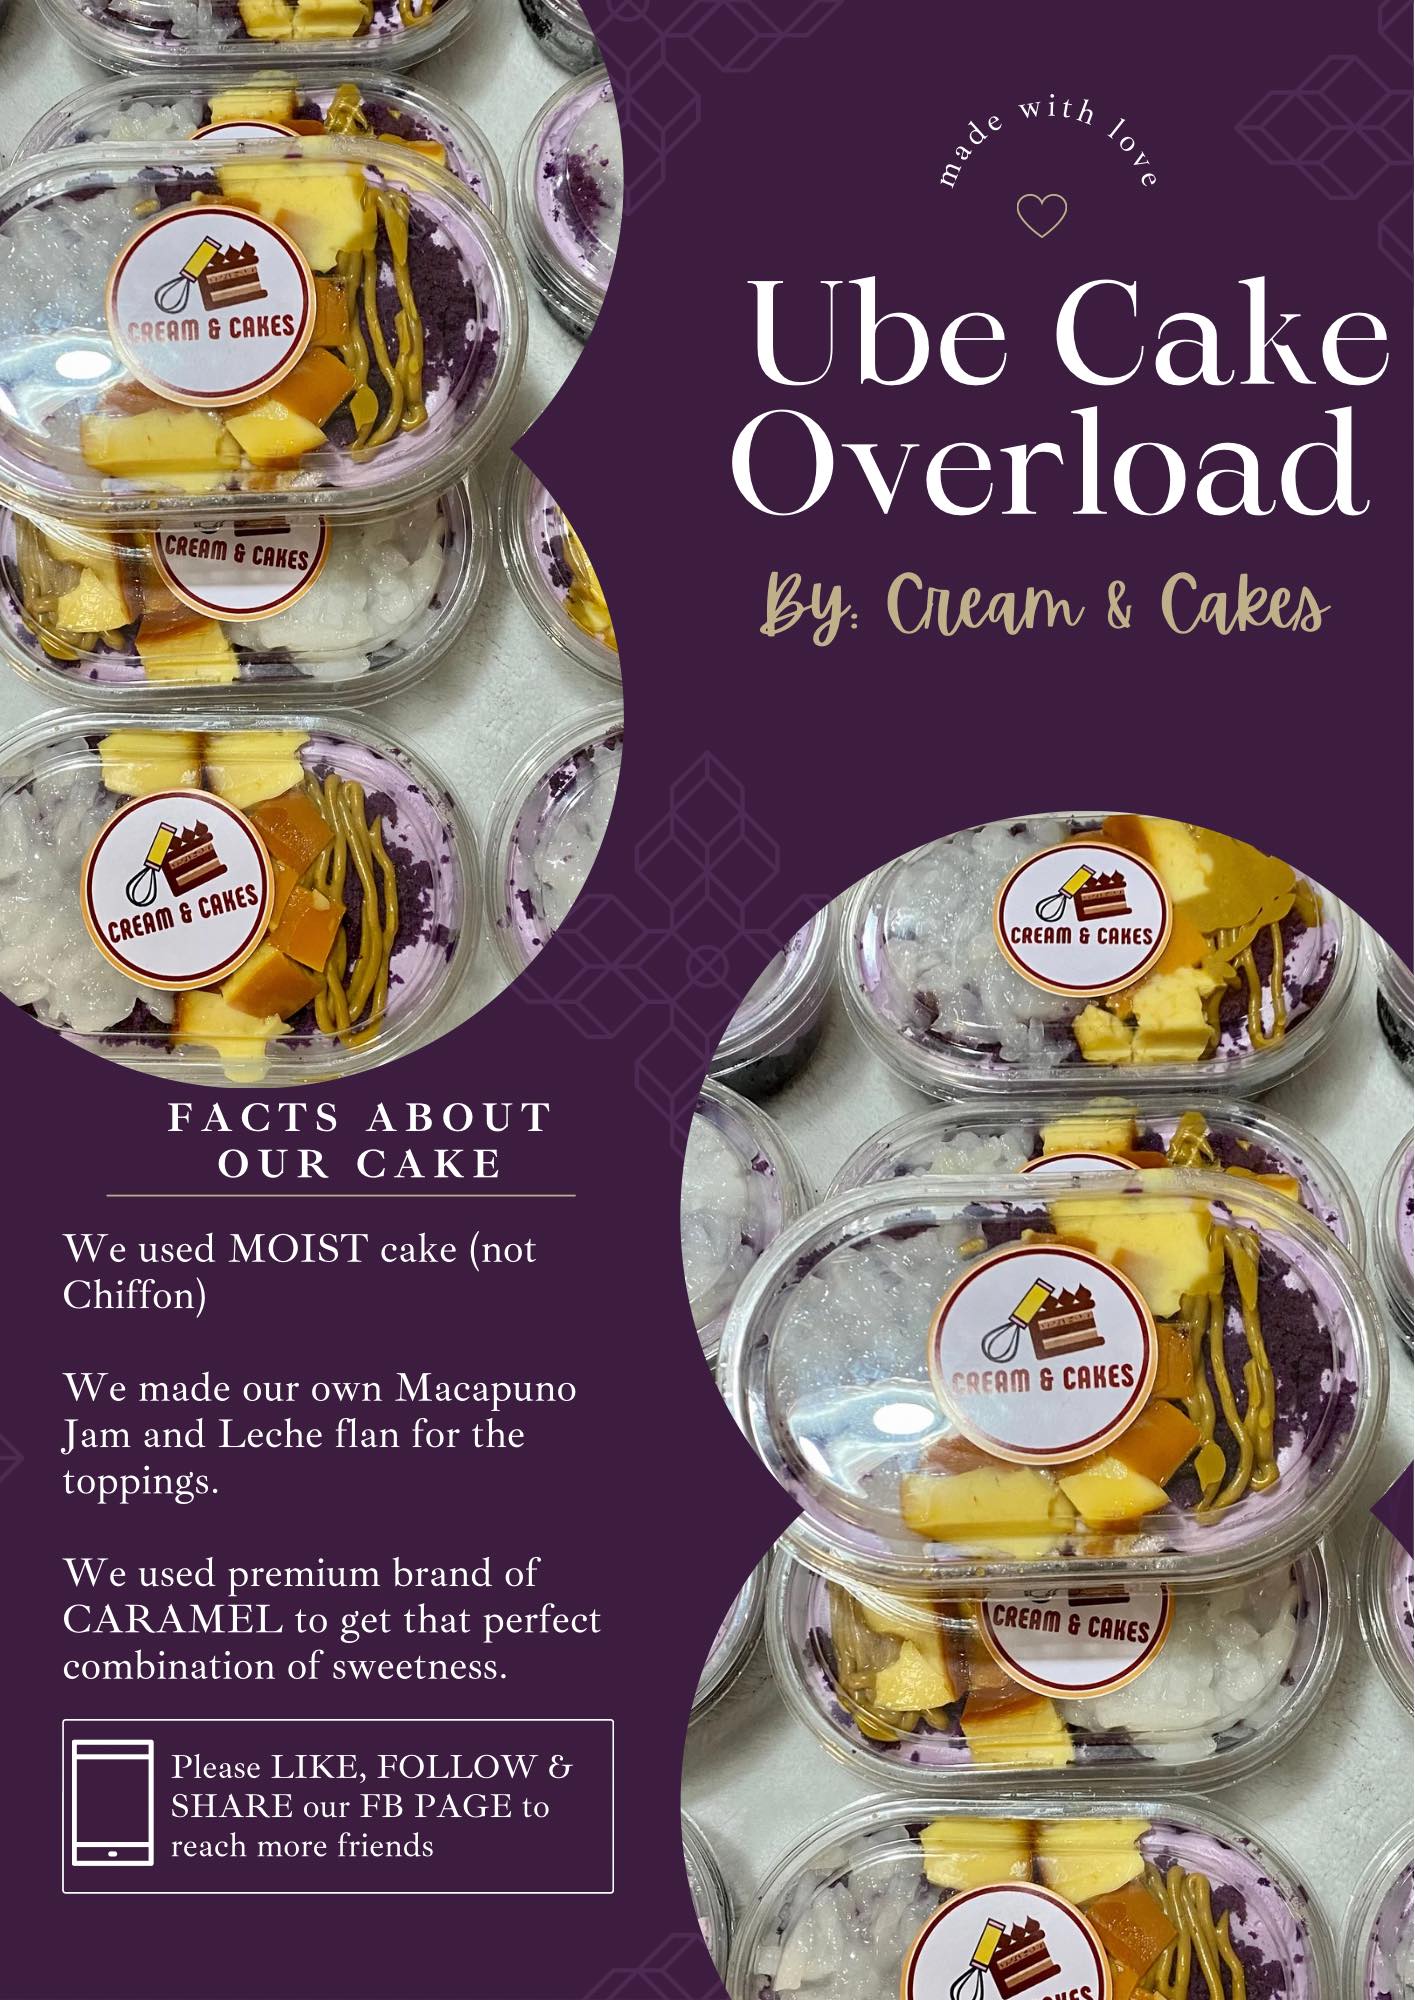 made with love
Ube Cake
Overload
By: Cream & Cakes
CREAM & CAKES
CREAM & CAKES
CREAM & CAKES
FACTS ABOUT
OUR CAKE
We used MOIST cake (not
Chiffon)
We made our own Macapuno
Jam and Leche flan for the
toppings.
We used premium brand of
CARAMEL to get that perfect
combination of sweetness.
Please LIKE, FOLLOW &
SHARE our FB PAGE to
reach more friends
CREAM & CAKES
CREAM & CAKES
CREAM & CAKES
CAKES